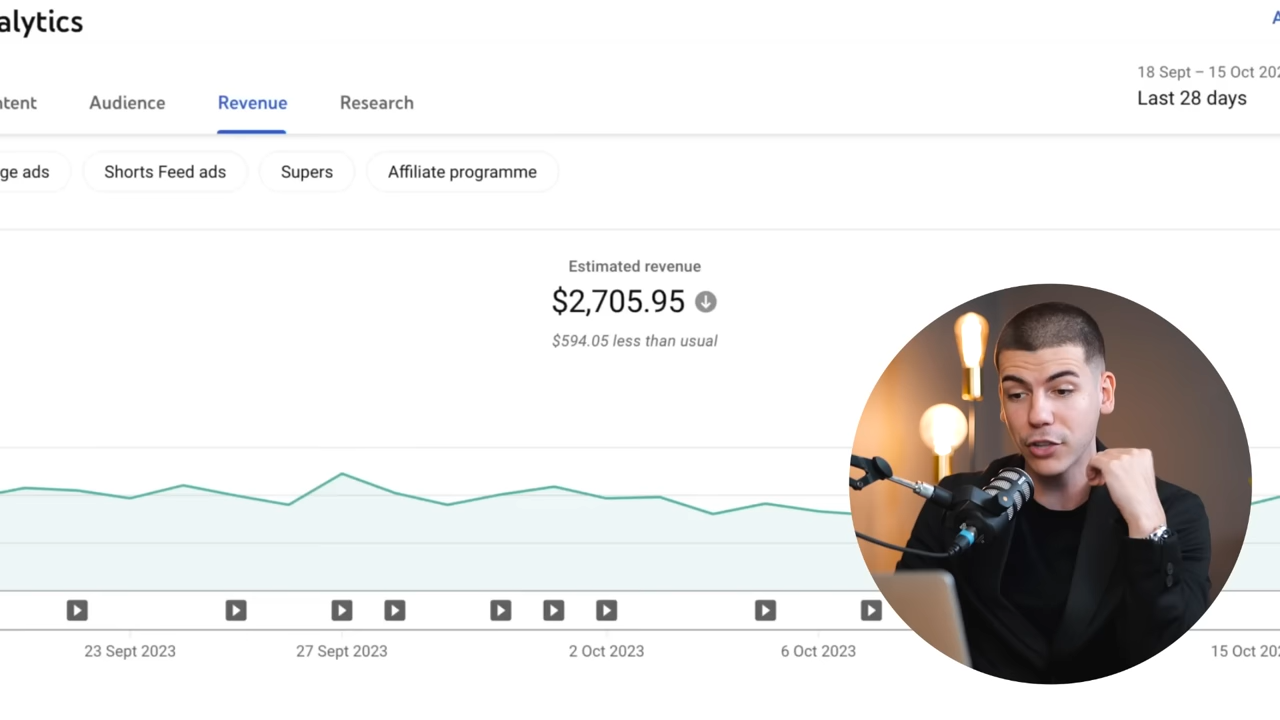 alytics
A
18 Sept – 15 Oct 202
Last 28 days
ntent Audience Revenue Research
ge ads Shorts Feed ads Supers Affiliate programme
Estimated revenue
$2,705.95
$594.05 less than usual
23 Sept 2023 27 Sept 2023 2 Oct 2023 6 Oct 2023 15 Oct 202